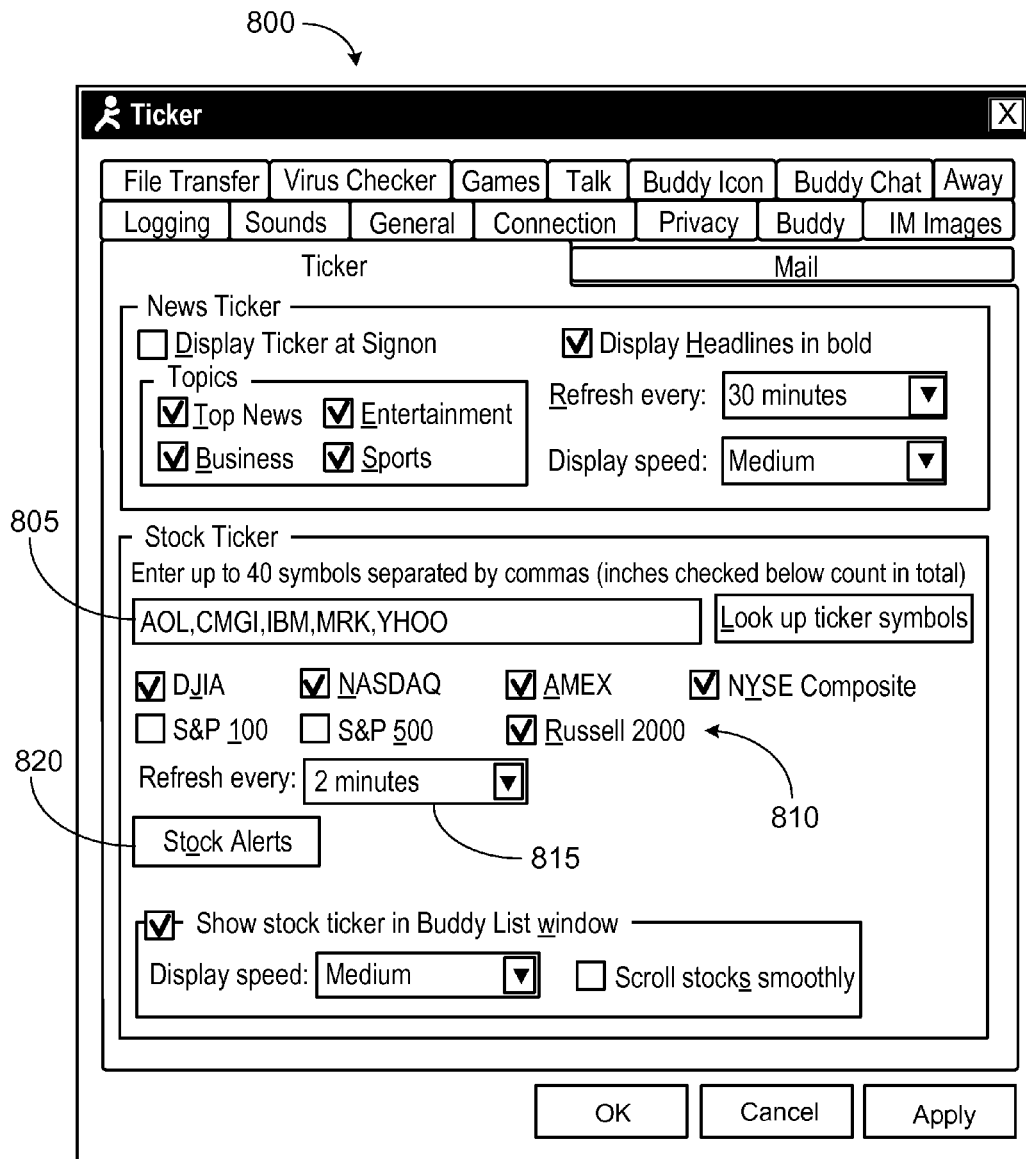 800
Ticker X
File Transfer Virus Checker Games Talk Buddy Icon Buddy Chat Away
Logging Sounds General Connection Privacy Buddy IM Images
Ticker Mail
News Ticker
Display Ticker at Signon Display Headlines in bold
Topics
Top News Entertainment Refresh every: 30 minutes
Business Sports Display speed: Medium
805
Stock Ticker
Enter up to 40 symbols separated by commas (inches checked below count in total)
AOL,CMGI,IBM,MRK,YHOO Look up ticker symbols
DJIA NASDAQ AMEX NYSE Composite
S&P 100 S&P 500 Russell 2000
820 Refresh every: 2 minutes 810
Stock Alerts 815
Show stock ticker in Buddy List window
Display speed: Medium Scroll stocks smoothly
OK Cancel Apply